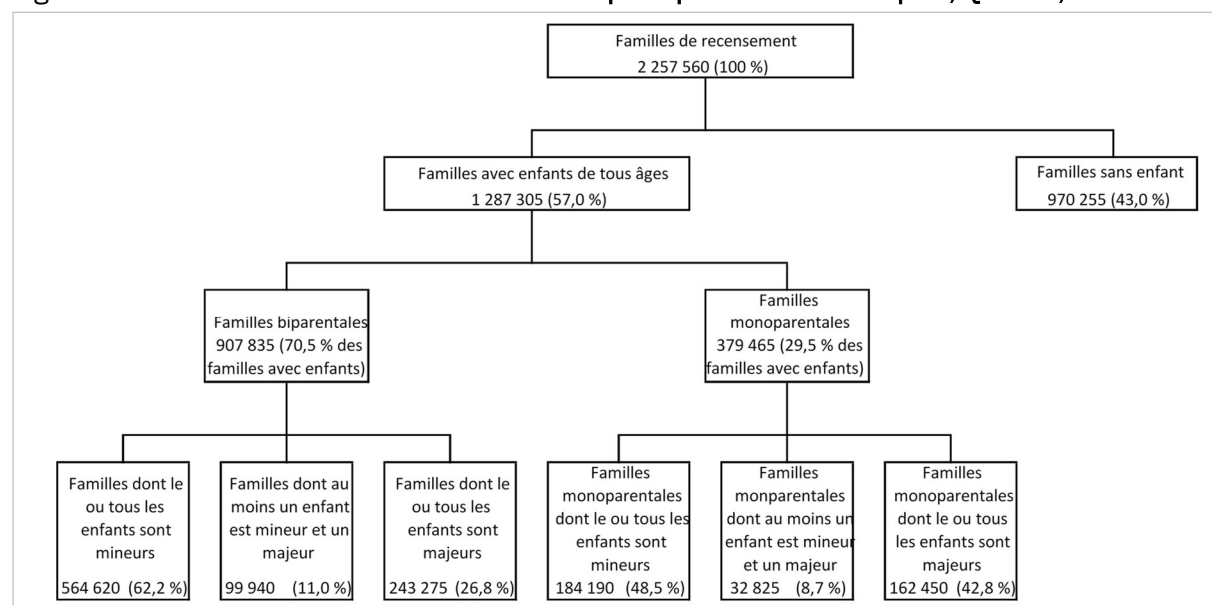 Familles de recensement
2 257 560 (100 %)
Familles avec enfants de tous âges
1 287 305 (57,0 %)
Familles sans enfant
970 255 (43,0 %)
Familles biparentales
907 835 (70,5 % des
familles avec enfants)
Familles
monoparentales
379 465 (29,5 % des
familles avec enfants)
Familles dont le
ou tous les
enfants sont
mineurs
564 620 (62,2 %)
Familles dont au
moins un enfant
est mineur et un
majeur
99 940 (11,0 %)
Familles dont le
ou tous les
enfants sont
majeurs
243 275 (26,8 %)
Familles
monoparentales
dont le ou tous les
enfants sont
mineurs
184 190 (48,5 %)
Familles
monparentales
dont au moins un
enfant est mineur
et un majeur
32 825 (8,7 %)
Familles
monoparentales
dont le ou tous
les enfants sont
majeurs
162 450 (42,8 %)